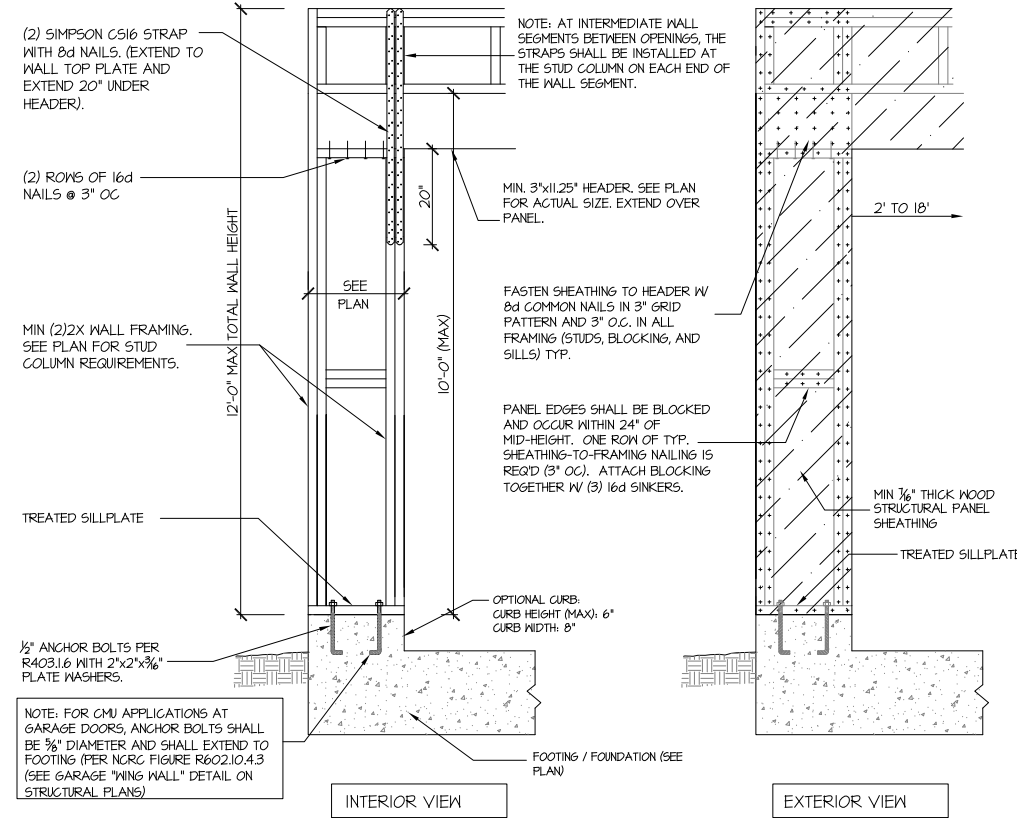 (2) SIMPSON CS16 STRAP
WITH 8d NAILS. (EXTEND TO
WALL TOP PLATE AND
EXTEND 20" UNDER
HEADER).
NOTE: AT INTERMEDIATE WALL
SEGMENTS BETWEEN OPENINGS, THE
STRAPS SHALL BE INSTALLED AT
THE STUD COLUMN ON EACH END OF
THE WALL SEGMENT.
(2) ROWS OF 16d
NAILS @ 3" OC
12'-0" MAX TOTAL WALL HEIGHT
20"
MIN. 3"x11.25" HEADER. SEE PLAN
FOR ACTUAL SIZE. EXTEND OVER
PANEL.
2' TO 18'
SEE
PLAN
10'-0" (MAX)
FASTEN SHEATHING TO HEADER W/
8d COMMON NAILS IN 3" GRID
PATTERN AND 3" O.C. IN ALL
FRAMING (STUDS, BLOCKING, AND
SILLS) TYP.
MIN (2)2X WALL FRAMING.
SEE PLAN FOR STUD
COLUMN REQUIREMENTS.
PANEL EDGES SHALL BE BLOCKED
AND OCCUR WITHIN 24" OF
MID-HEIGHT. ONE ROW OF TYP.
SHEATHING-TO-FRAMING NAILING IS
REQ'D (3" OC). ATTACH BLOCKING
TOGETHER W/ (3) 16d SINKERS.
MIN 7/16" THICK WOOD
STRUCTURAL PANEL
SHEATHING
TREATED SILLPLATE
TREATED SILLPLATE
OPTIONAL CURB:
CURB HEIGHT (MAX): 6"
CURB WIDTH: 8"
1/2" ANCHOR BOLTS PER
R403.1.6 WITH 2"x2"x3/16"
PLATE WASHERS.
NOTE: FOR CMU APPLICATIONS AT
GARAGE DOORS, ANCHOR BOLTS SHALL
BE 5/8" DIAMETER AND SHALL EXTEND TO
FOOTING (PER NCRC FIGURE R602.10.4.3
(SEE GARAGE "WING WALL" DETAIL ON
STRUCTURAL PLANS)
FOOTING / FOUNDATION (SEE
PLAN)
INTERIOR VIEW
EXTERIOR VIEW